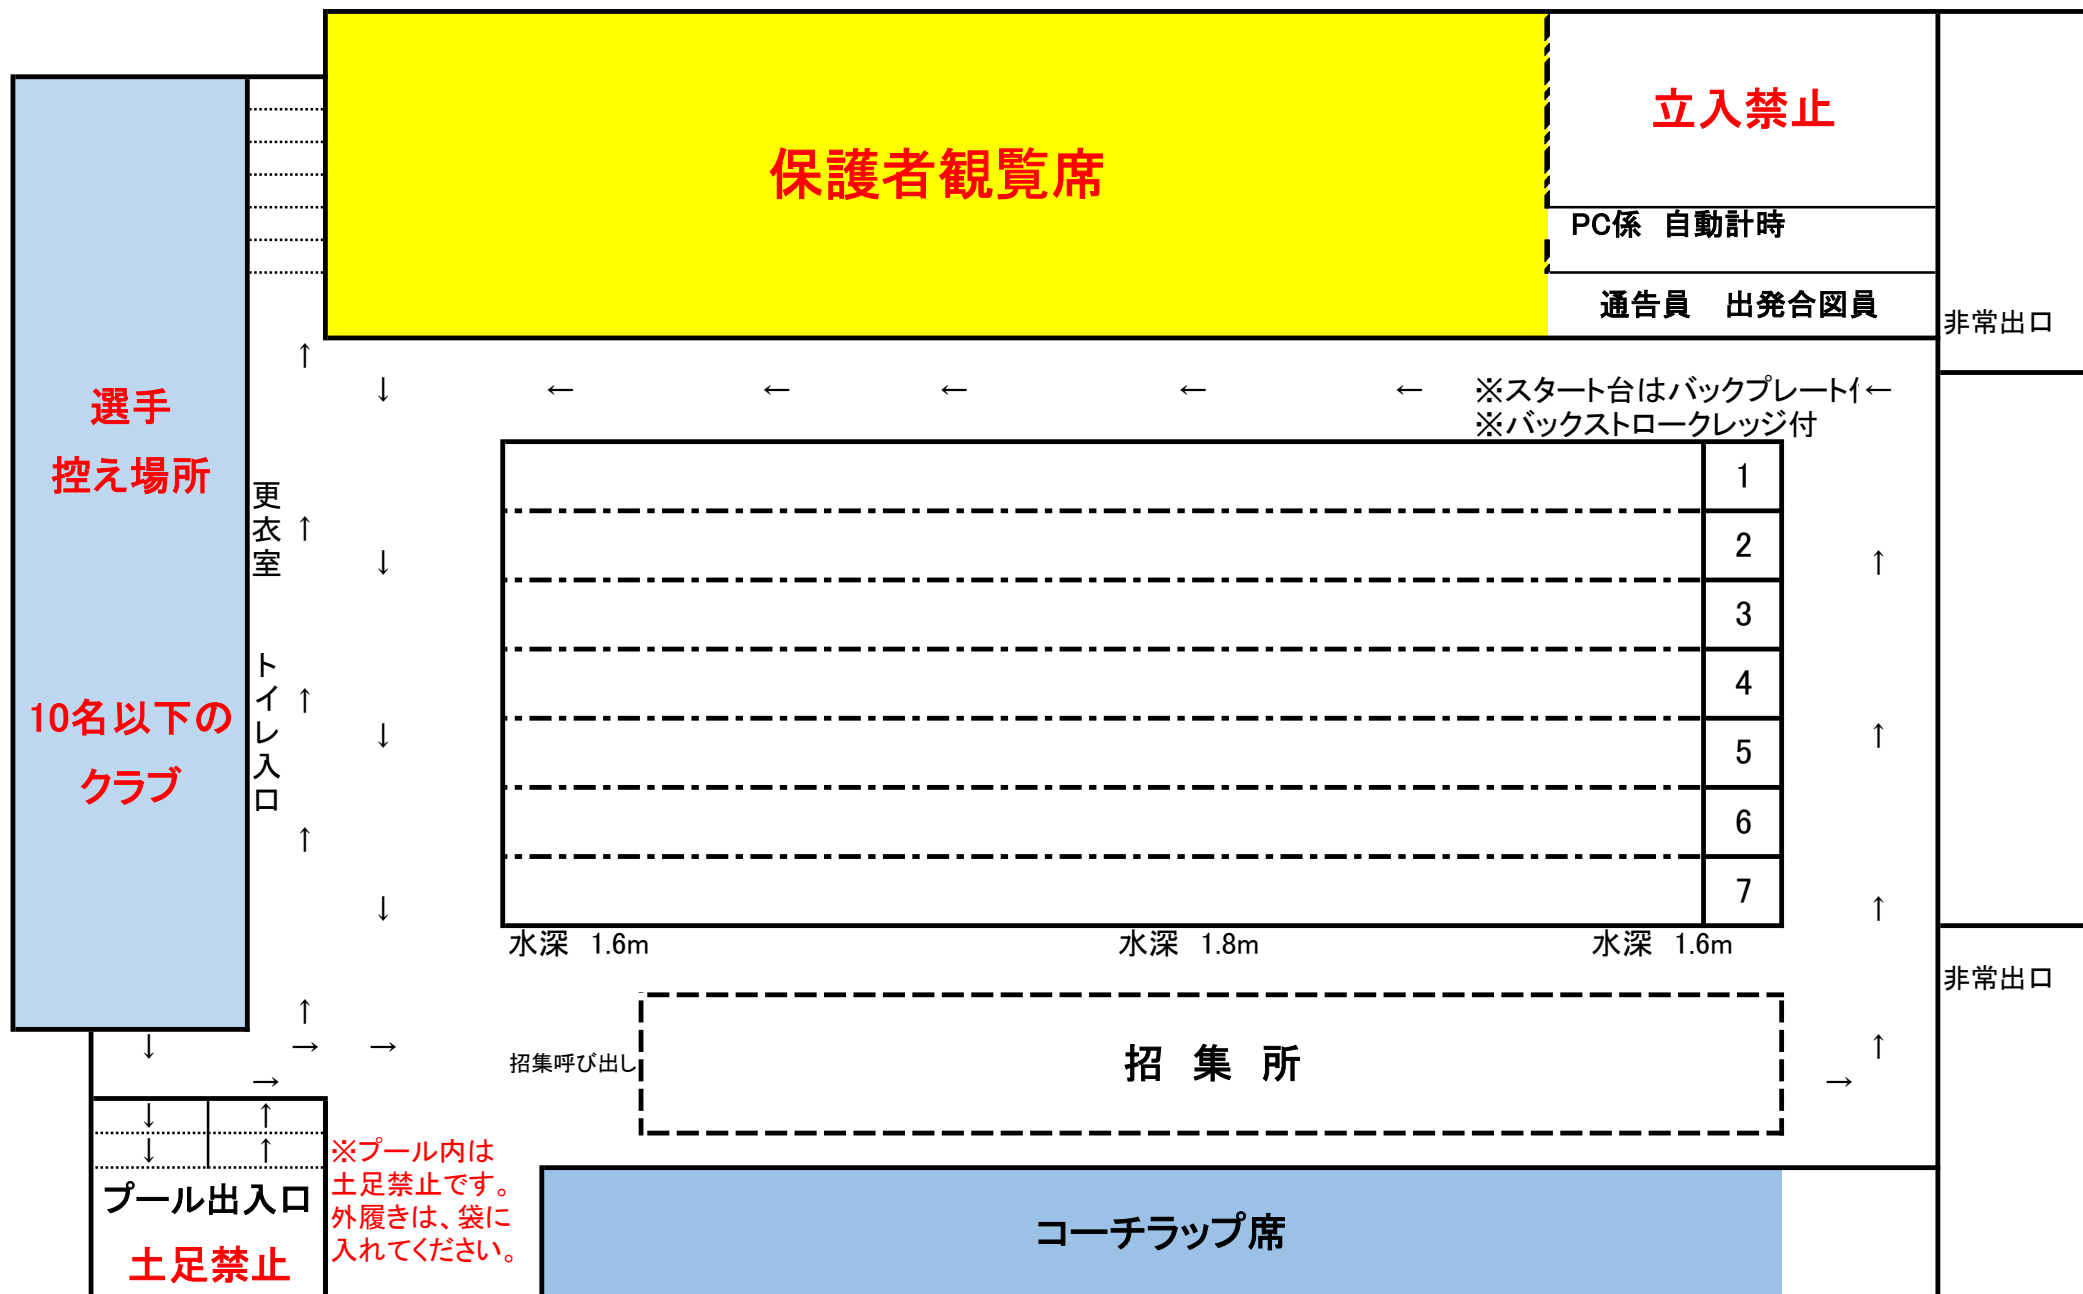 立入禁止
保護者観覧席
PC係 自動計時
通告員 出発合図員
非常出口
↑
↓ ← ← ← ← ← ※スタート台はバックプレート付 ←
※バックストロークレッジ付
選手
控え場所
10名以下の
クラブ
更衣室
トイレ入口
↑
↓
↑
↓
↑
↓
↑
1
2
3
4
5
6
7
↑
↑
↑
水深 1.6m 水深 1.8m 水深 1.6m
非常出口
↑
↓ → →
→
招集呼び出し
招 集 所
→ ↑
↓ ↑
↓ ↑
プール出入口
土足禁止
※プール内は
土足禁止です。
外履きは、袋に
入れてください。
コーチラップ席